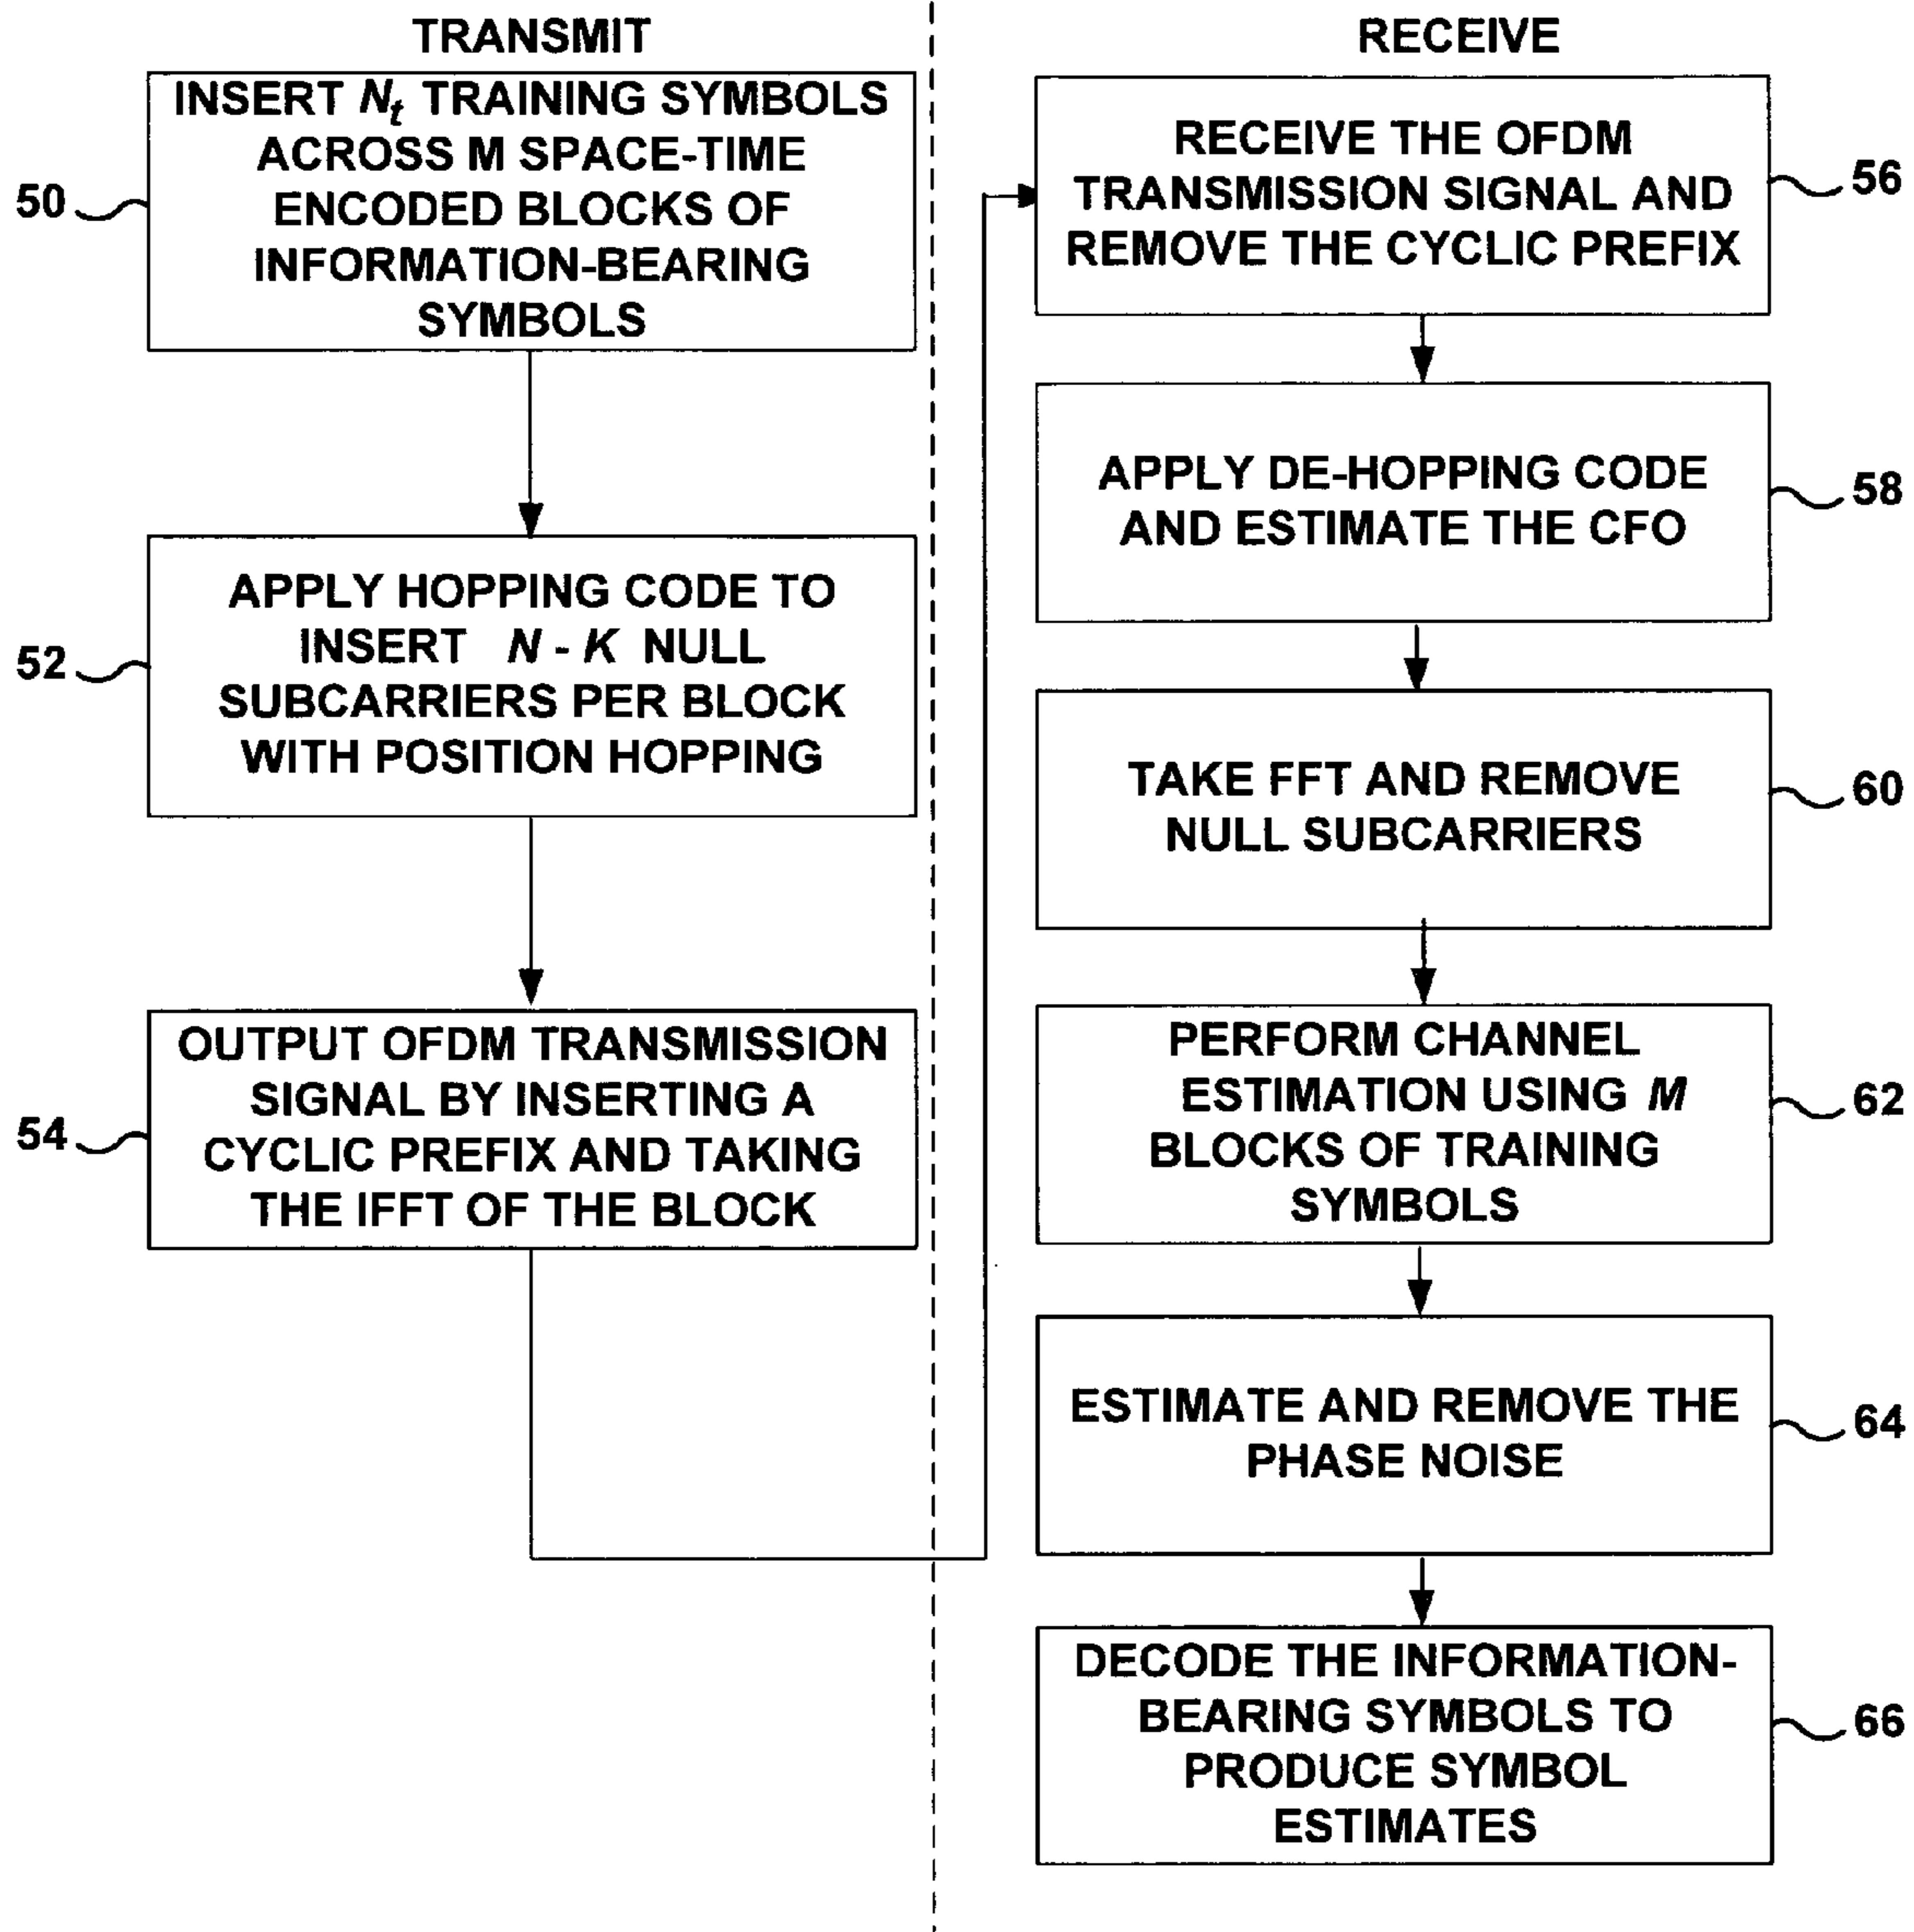 TRANSMIT
INSERT Nt TRAINING SYMBOLS
ACROSS M SPACE-TIME
ENCODED BLOCKS OF
INFORMATION-BEARING
SYMBOLS
50
APPLY HOPPING CODE TO
INSERT N - K NULL
SUBCARRIERS PER BLOCK
WITH POSITION HOPPING
52
OUTPUT OFDM TRANSMISSION
SIGNAL BY INSERTING A
CYCLIC PREFIX AND TAKING
THE IFFT OF THE BLOCK
54
RECEIVE
RECEIVE THE OFDM
TRANSMISSION SIGNAL AND
REMOVE THE CYCLIC PREFIX
56
APPLY DE-HOPPING CODE
AND ESTIMATE THE CFO
58
TAKE FFT AND REMOVE
NULL SUBCARRIERS
60
PERFORM CHANNEL
ESTIMATION USING M
BLOCKS OF TRAINING
SYMBOLS
62
ESTIMATE AND REMOVE THE
PHASE NOISE
64
DECODE THE INFORMATION-
BEARING SYMBOLS TO
PRODUCE SYMBOL
ESTIMATES
66